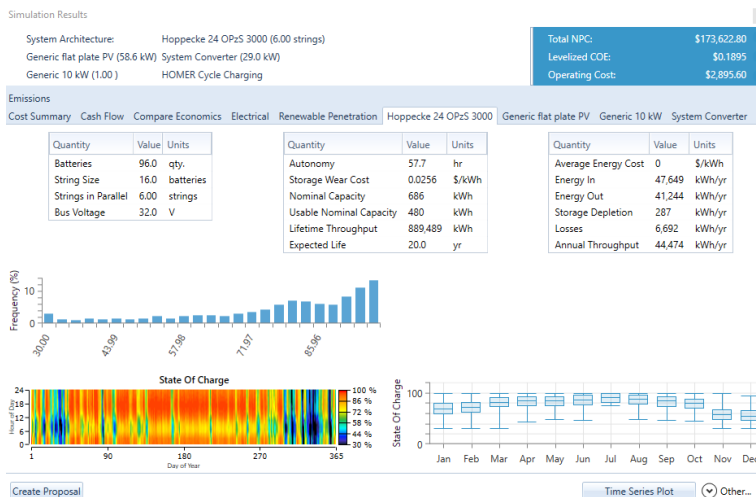 Simulation Results
System Architecture: Hoppecke 24 OPzS 3000 (6.00 strings)
Generic flat plate PV (58.6 kW) System Converter (29.0 kW)
Generic 10 kW (1.00 ) HOMER Cycle Charging
Total NPC: $173,622.80
Levelized COE: $0.1895
Operating Cost: $2,895.60
Emissions
Cost Summary Cash Flow Compare Economics Electrical Renewable Penetration Hoppecke 24 OPzS 3000 Generic flat plate PV Generic 10 kW System Converter
Quantity Value Units
Batteries 96.0 qty.
String Size 16.0 batteries
Strings in Parallel 6.00 strings
Bus Voltage 32.0 V
Quantity Value Units
Autonomy 57.7 hr
Storage Wear Cost 0.0256 $/kWh
Nominal Capacity 686 kWh
Usable Nominal Capacity 480 kWh
Lifetime Throughput 889,489 kWh
Expected Life 20.0 yr
Quantity Value Units
Average Energy Cost 0 $/kWh
Energy In 47,649 kWh/yr
Energy Out 41,244 kWh/yr
Storage Depletion 287 kWh/yr
Losses 6,692 kWh/yr
Annual Throughput 44,474 kWh/yr
Frequency (%)
10
0
30.00 43.99 57.98 71.97 85.96
State Of Charge
Hour of Day
24
18
12
6
0
1 90 180 270 365
Day of Year
100 %
86 %
72 %
58 %
44 %
30 %
State Of Charge
100
0
Jan Feb Mar Apr May Jun Jul Aug Sep Oct Nov Dec
Create Proposal Time Series Plot Other...